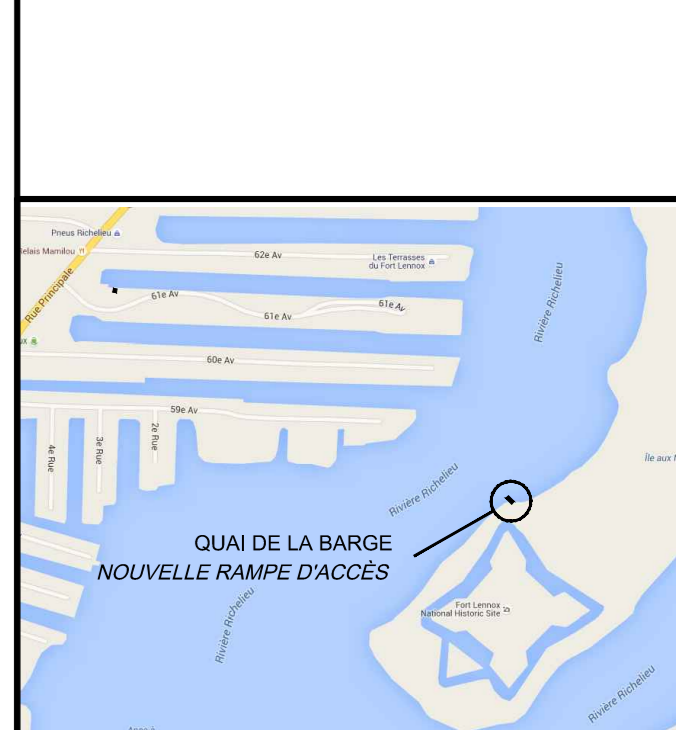 Pneus Richelieu
Relais Mamilou
62e Av
Les Terrasses
du Fort Lennox
Rue Principale
61e Av
61e Av
61e Av
Rivière Richelieu
60e Av
59e Av
4e Rue
3e Rue
2e Rue
Île aux
Rivière Richelieu
QUAI DE LA BARGE
NOUVELLE RAMPE D'ACCÈS
Rivière Richelieu
Fort Lennox
National Historic Site
Rivière Richelieu